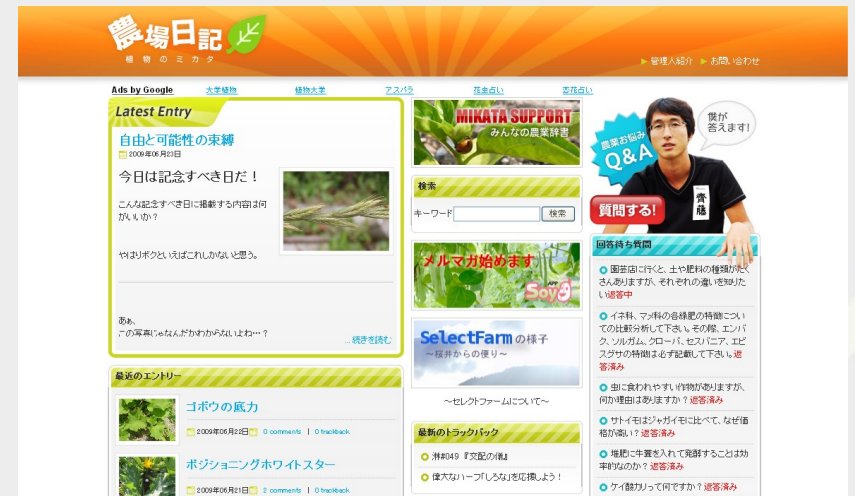 農場日記
植物のミカタ
管理人紹介
お問い合わせ
Ads by Google 大学植物 植物大学 アスパラ 花金占い 杏花占い
Latest Entry
自由と可能性の束縛
2009年06月23日
今日は記念すべき日だ！
こんな記念すべき日に掲載する内容は何
がいいか？
やはりボクといえばこれしかないと思う。
あぁ、
この写真じゃなんだかわからないよね…？
...続きを読む
最近のエントリー
ゴボウの底力
2009年06月22日 0 comments | 0 trackback
ポジショニングホワイトスター
2009年06月21日 2 comments | 0 trackback
MIKATA SUPPORT
みんなの農業辞書
検索
キーワード 検索
メルマガ始めます
Soya
SelectFarmの様子
～桜井からの便り～
～セレクトファームについて～
最新のトラックバック
淋#049 『交配の儀』
偉大なハーブ「しろな」を応援しよう！
農業お悩み
Q&A
僕が
答えます!
質問する!
齊藤
回答待ち質問
園芸店に行くと、土や肥料の種類がたく
さんありますが、それぞれの違いを知りた
い返答中
イネ科、マメ科の各緑肥の特徴につい
ての比較分析して下さい。その際、エンバ
ク、ソルガム、クローバ、セスバニア、エビ
スグサの特徴は必ず記載して下さい。返
答済み
虫に食われやすい作物がありますが、
何か理由はありますか？返答済み
サトイモはジャガイモに比べて、なぜ価
格が高い？返答済み
堆肥に牛糞を入れて発酵することは効
率的なのか？返答済み
ケイ酸カリって何ですか？返答済み